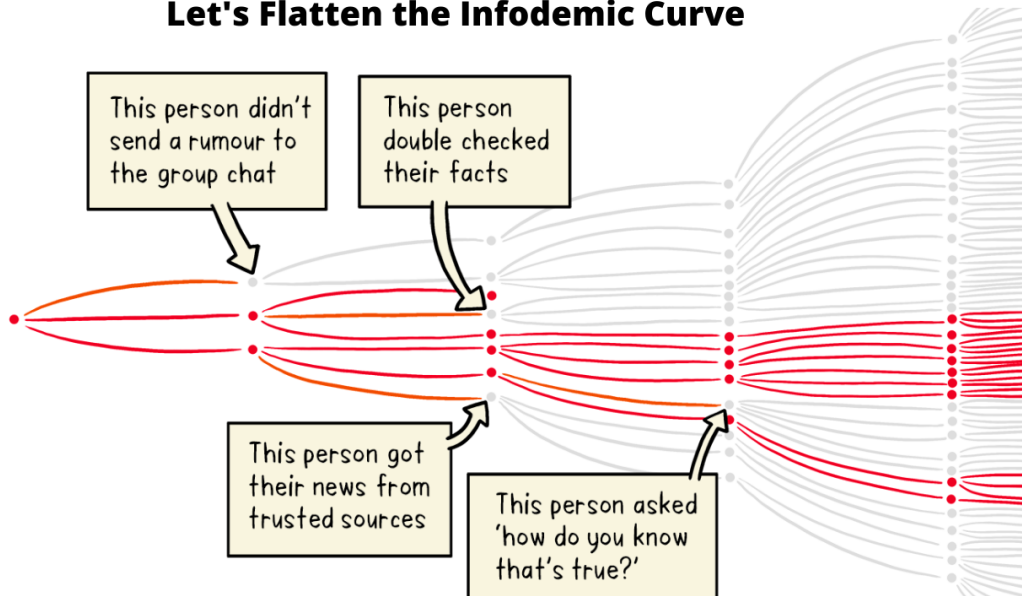 Let's Flatten the Infodemic Curve
This person didn't
send a rumour to
the group chat
This person
double checked
their facts
This person got
their news from
trusted sources
This person asked
'how do you know
that's true?'